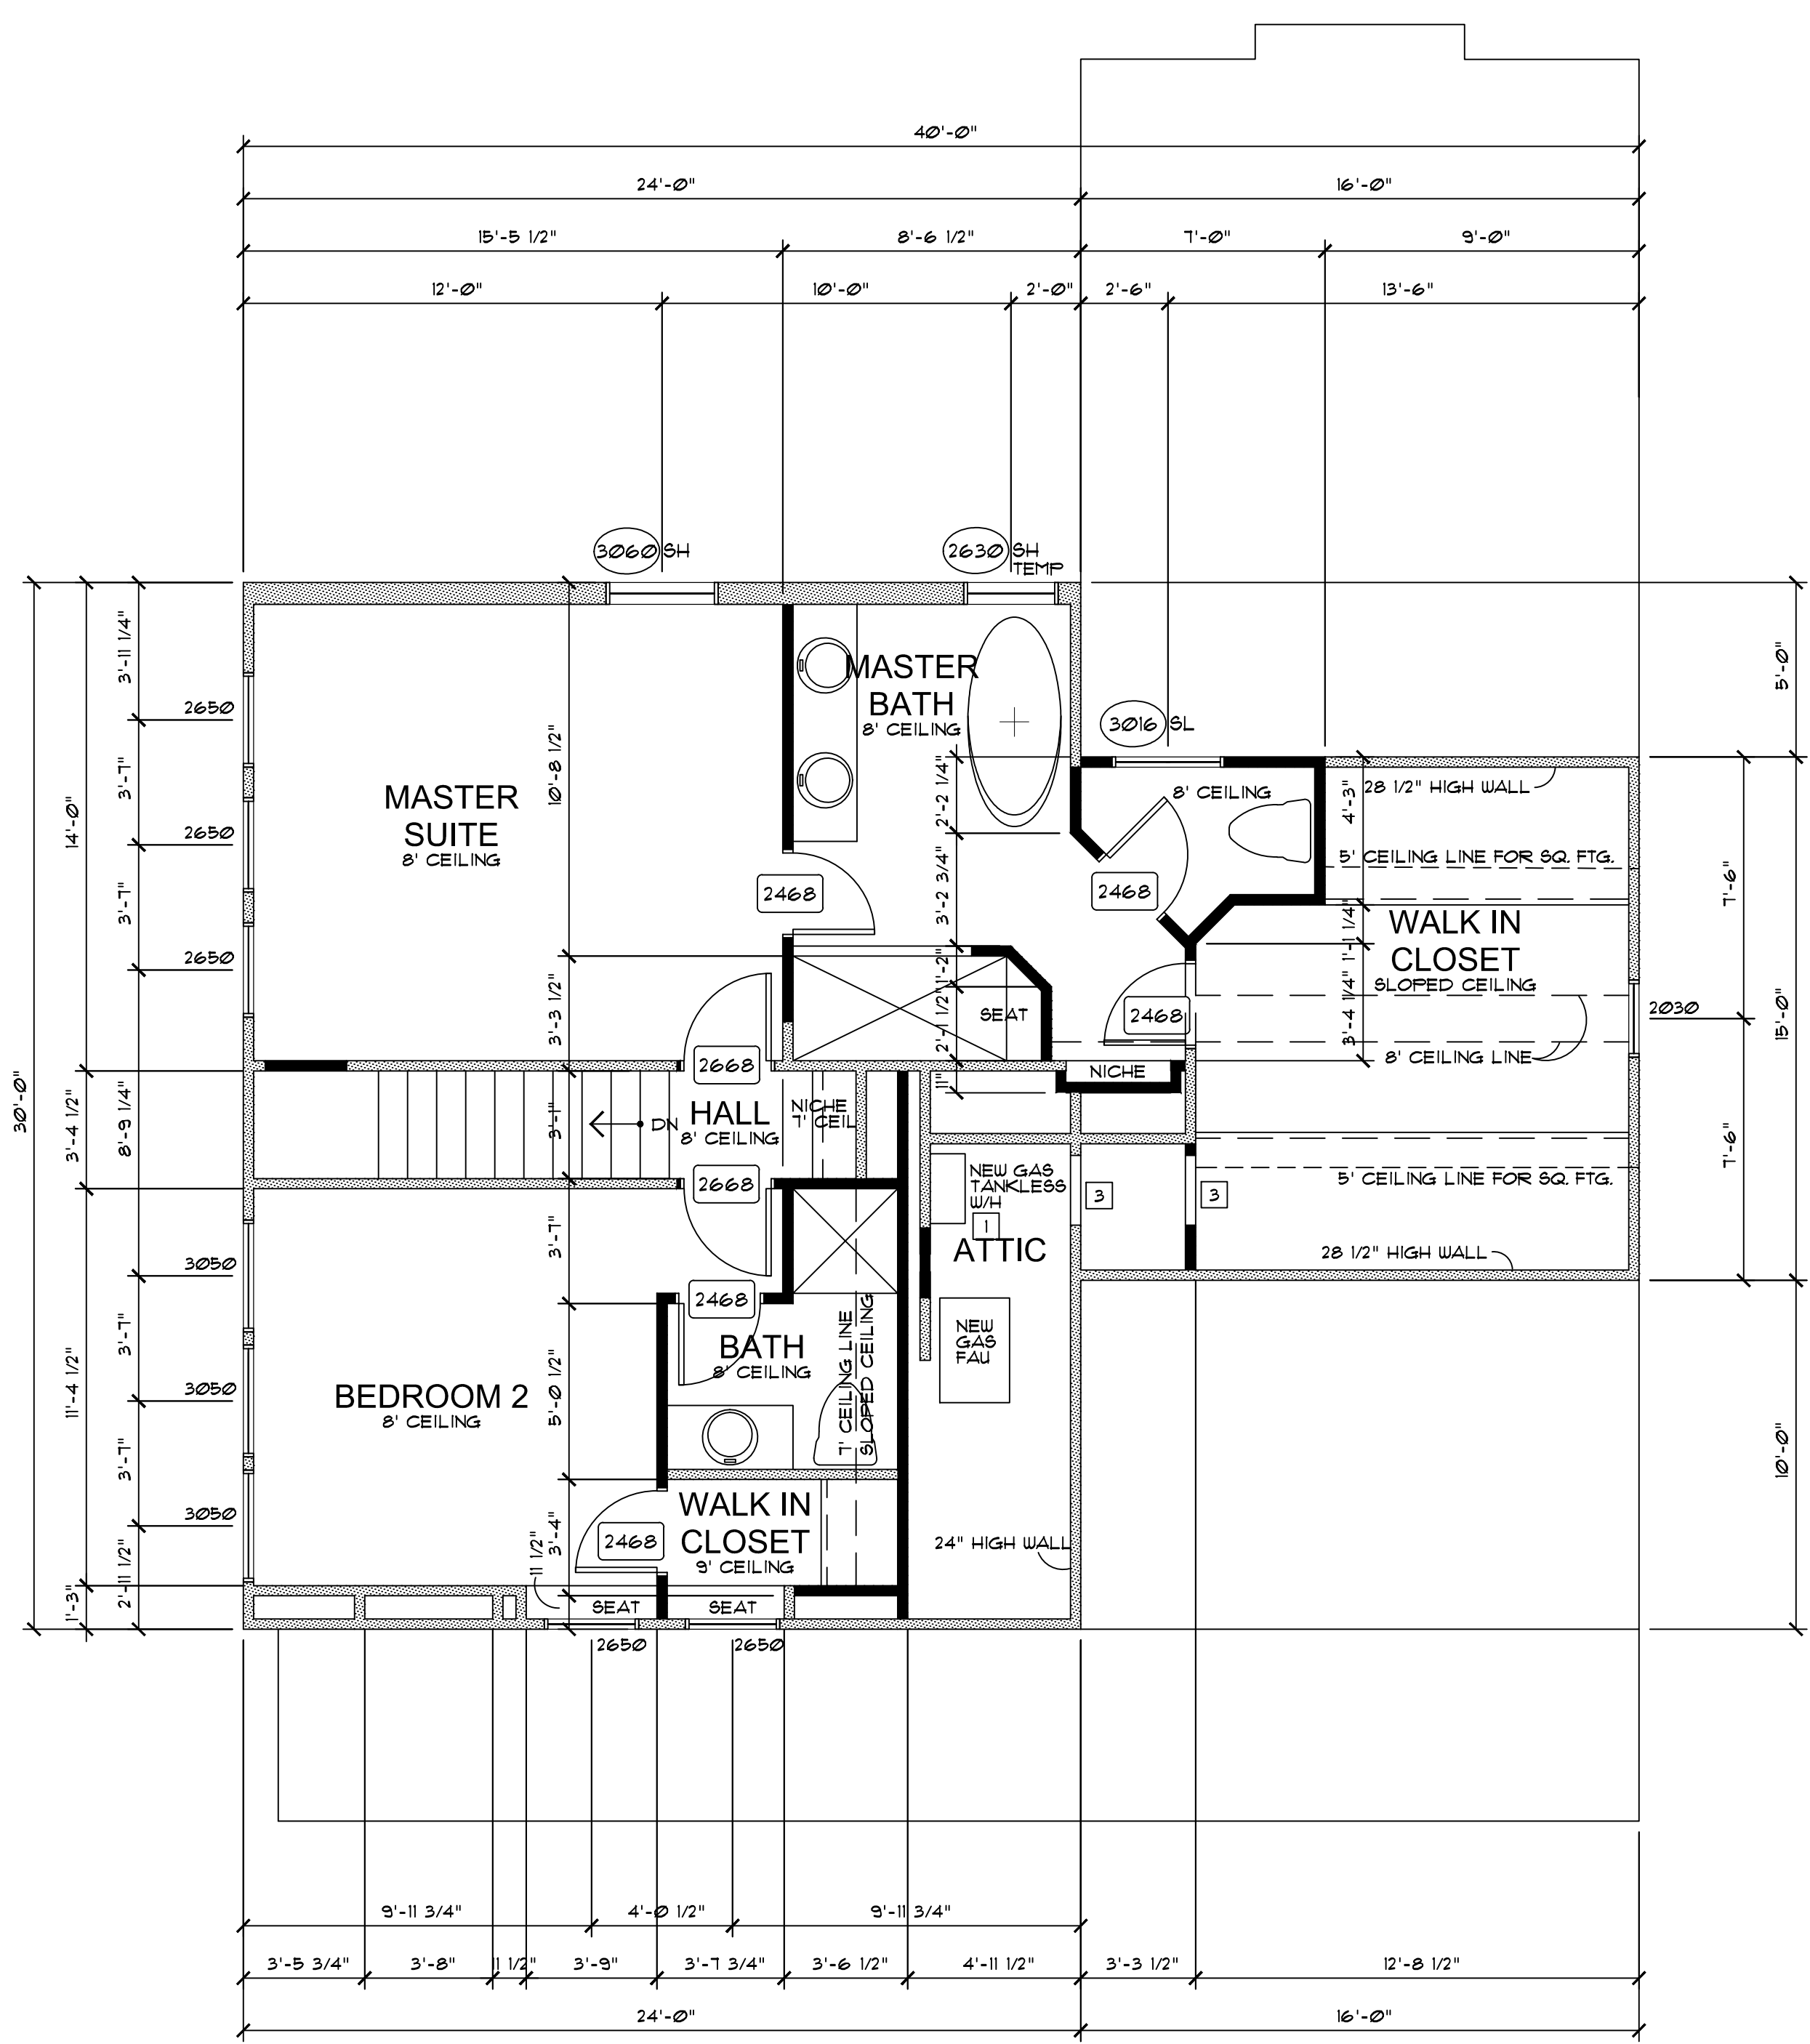 40'-0"
24'-0"
16'-0"
15'-5 1/2"
8'-6 1/2"
7'-0"
9'-0"
12'-0"
10'-0"
2'-0"
2'-6"
13'-6"
3060 SH
2630 SH
TEMP
3'-11 1/4"
5'-0"
MASTER
BATH
8' CEILING
2650
3016 SL
10'-8 1/2"
3'-7"
MASTER
SUITE
8' CEILING
14'-0"
2650
2'-2 1/4"
8' CEILING
4'-3"
28 1/2" HIGH WALL
5' CEILING LINE FOR SQ. FTG.
7'-6"
2468
2468
3'-7"
3'-2 3/4"
1'-1 1/4"
WALK IN
CLOSET
SLOPED CEILING
2650
3'-3 1/2"
1'-2"
2'-1 1/2"
SEAT
2468
3'-4 1/4"
2030
15'-0"
8' CEILING LINE
2668
NICHE
11"
30'-0"
3'-4 1/2"
8'-9 1/4"
3'-1"
DN
HALL
8' CEILING
NICHE
7' CEIL
7'-6"
2668
NEW GAS
TANKLESS
W/H
1
3
3
5' CEILING LINE FOR SQ. FTG.
3'-7"
ATTIC
28 1/2" HIGH WALL
3050
2468
3'-7"
BATH
8' CEILING
7' CEILING LINE
SLOPED CEILING
NEW
GAS
FAU
11'-4 1/2"
3050
BEDROOM 2
8' CEILING
5'-0 1/2"
3'-7"
10'-0"
3050
WALK IN
CLOSET
9' CEILING
2468
3'-4"
11 1/2"
24" HIGH WALL
2'-11 1/2"
1'-3"
SEAT
SEAT
2650
2650
9'-11 3/4"
4'-0 1/2"
9'-11 3/4"
3'-5 3/4"
3'-8"
11 1/2"
3'-9"
3'-7 3/4"
3'-6 1/2"
4'-11 1/2"
3'-3 1/2"
12'-8 1/2"
24'-0"
16'-0"